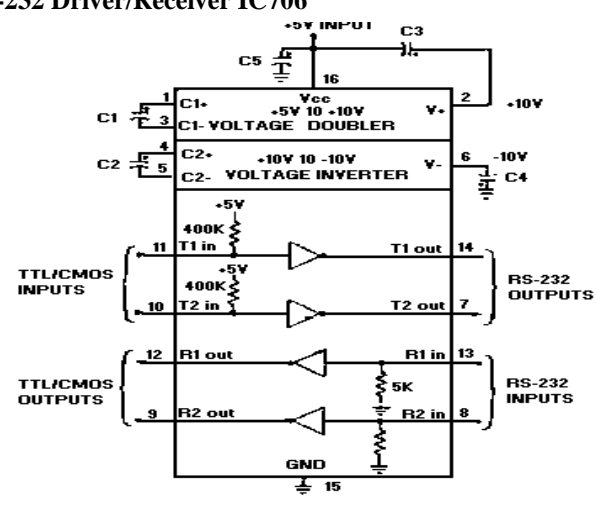 -232 Driver/Receiver IC706
+5V INPUT C3
C5
16
1 C1+ Vcc 2
+5V 10 +10V V+ +10V
C1 3 C1- VOLTAGE DOUBLER
4 C2+ +10V 10 -10V V- 6 -10V
C2 5 C2- VOLTAGE INVERTER C4
+5V
400K
11 T1 in T1 out 14
TTL/CMOS +5V RS-232
INPUTS 400K OUTPUTS
10 T2 in T2 out 7
12 R1 out R1 in 13
TTL/CMOS 5K RS-232
OUTPUTS INPUTS
9 R2 out R2 in 8
GND
15